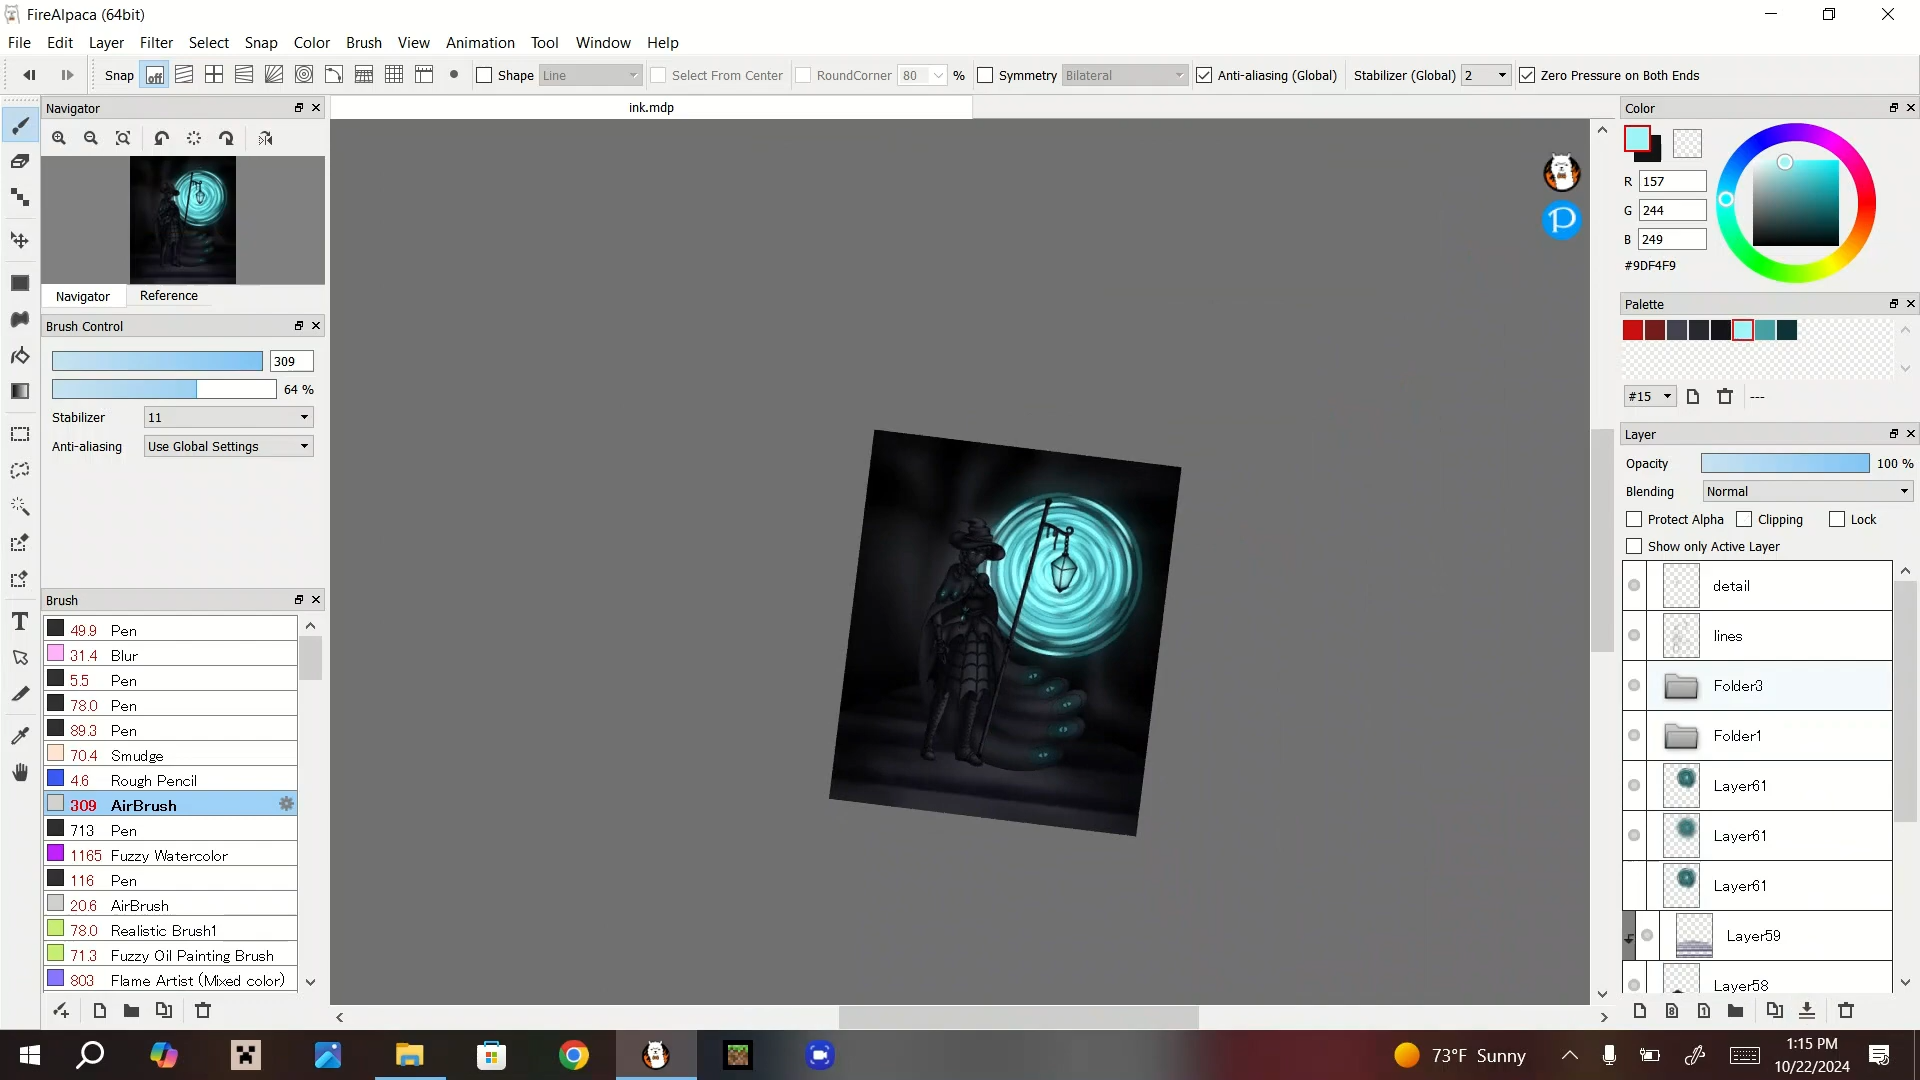 FireAlpaca (64bit)
File Edit Layer Filter Select Snap Color Brush View Animation Tool Window Help
Snap off Shape Line Select From Center RoundCorner 80 % Symmetry Bilateral Anti-aliasing (Global) Stabilizer (Global) 2 Zero Pressure on Both Ends
Navigator
ink.mdp
Navigator Reference
Brush Control
309
64 %
Stabilizer 11
Anti-aliasing Use Global Settings
Brush
49.9 Pen
31.4 Blur
5.5 Pen
78.0 Pen
89.3 Pen
70.4 Smudge
4.6 Rough Pencil
309 AirBrush
713 Pen
1165 Fuzzy Watercolor
116 Pen
20.6 AirBrush
78.0 Realistic Brush1
71.3 Fuzzy Oil Painting Brush
803 Flame Artist (Mixed color)
T
P
Color
R 157
G 244
B 249
#9DF4F9
Palette
#15 ---
Layer
Opacity 100 %
Blending Normal
Protect Alpha Clipping Lock
Show only Active Layer
detail
lines
Folder3
Folder1
Layer61
Layer61
Layer61
Layer59
Layer58
8 1
73°F Sunny
1:15 PM
10/22/2024